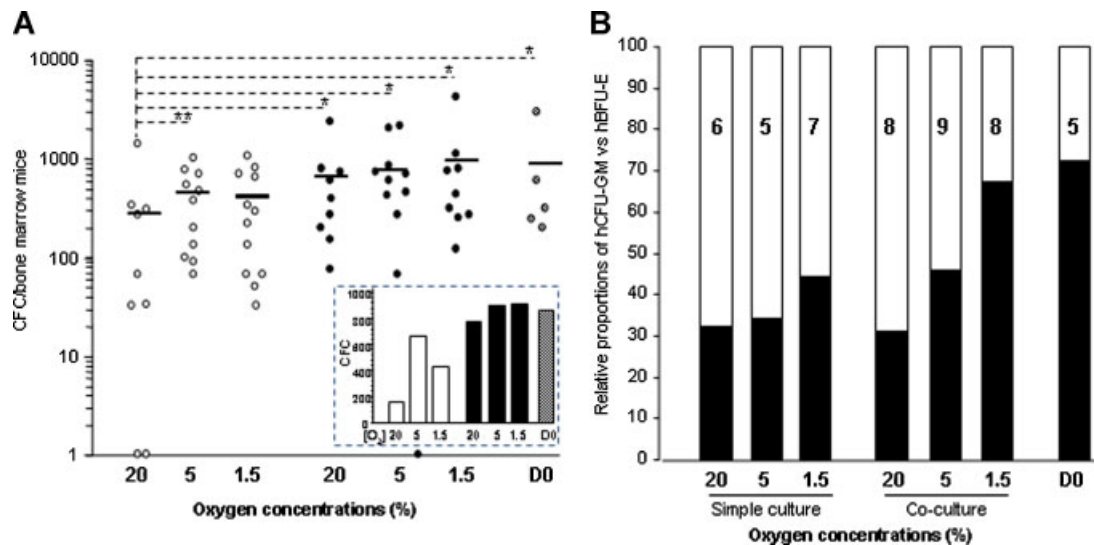 A
10000
1000
100
10
1
CFC/bone marrow mice
** * * * *
20 5 1.5 20 5 1.5 D0
Oxygen concentrations (%)
1000
800
600
400
200
0
CFC
[O2] 20 5 1.5 20 5 1.5 D0
B
100
90
80
70
60
50
40
30
20
10
0
Relative proportions of hCFU-GM vs hBFU-E
6 5 7 8 9 8 5
20 5 1.5 20 5 1.5 D0
Simple culture Co-culture
Oxygen concentrations (%)